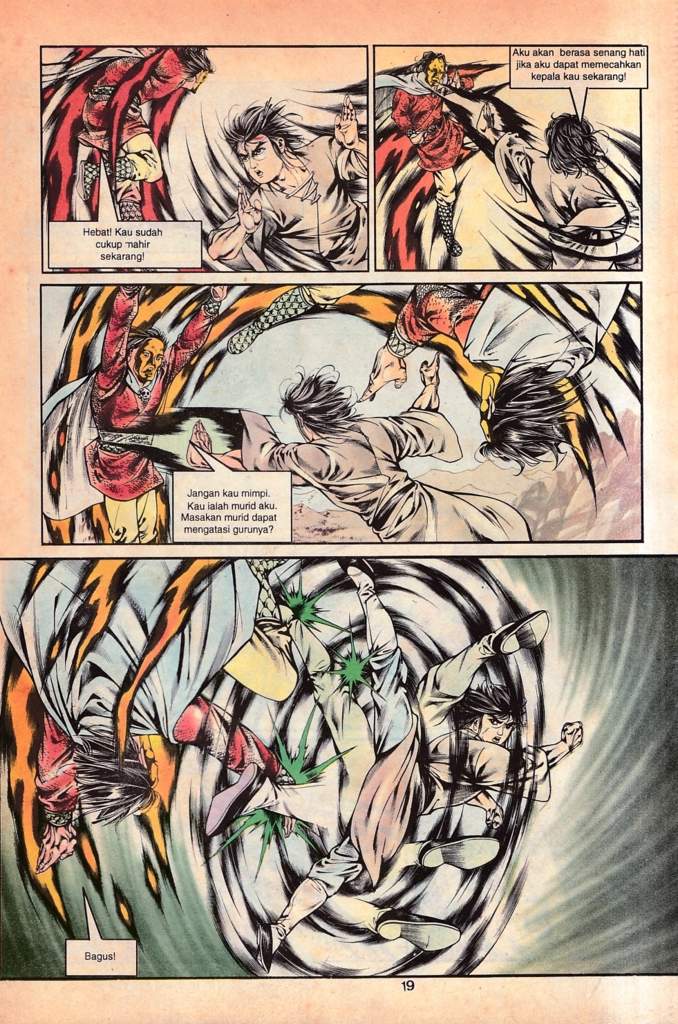 Hebat! Kau sudah
cukup mahir
sekarang!
Aku akan berasa senang hati
jika aku dapat memecahkan
kepala kau sekarang!
Jangan kau mimpi.
Kau ialah murid aku.
Masakan murid dapat
mengatasi gurunya?
Bagus!
19